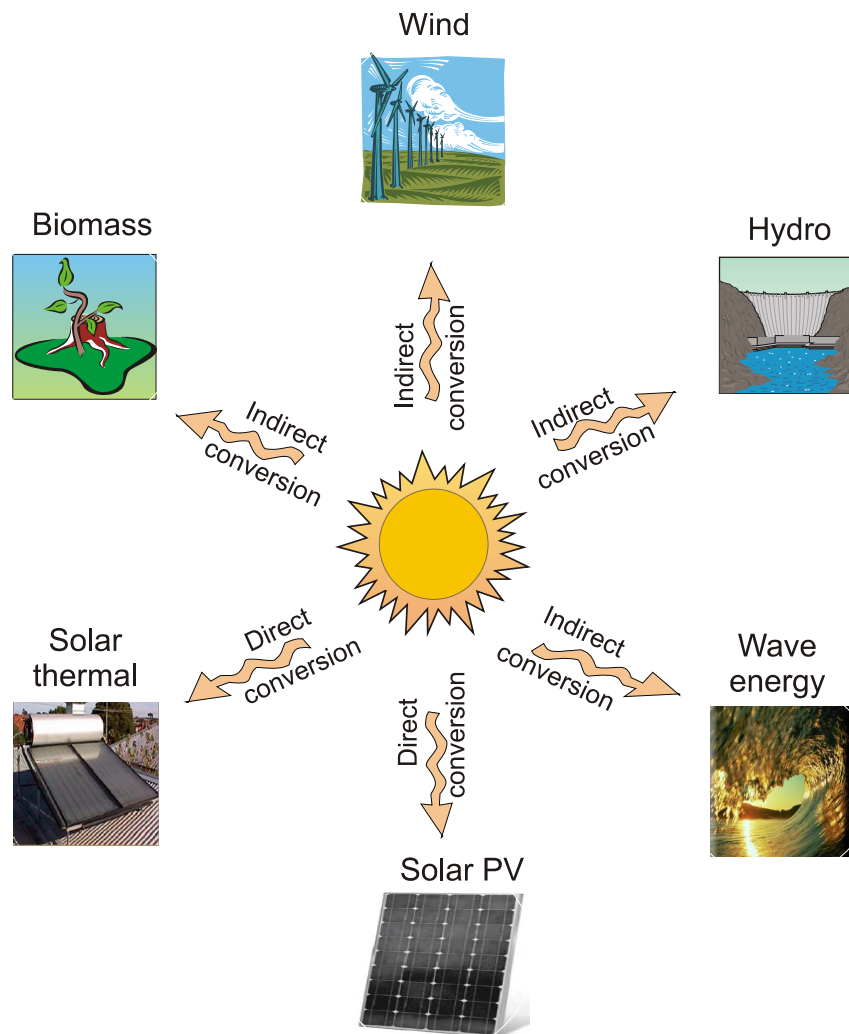 Wind
Biomass
Hydro
Indirect
conversion
Indirect
conversion
Indirect
conversion
Solar
thermal
Direct
conversion
Direct
conversion
Indirect
conversion
Wave
energy
Solar PV